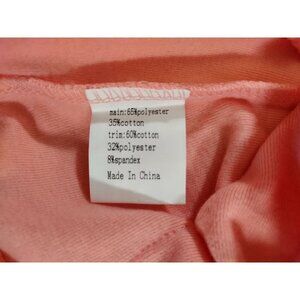 main:65%polyester
35%cotton
trim:60%cotton
32%polyester
8%spandex
Made In China